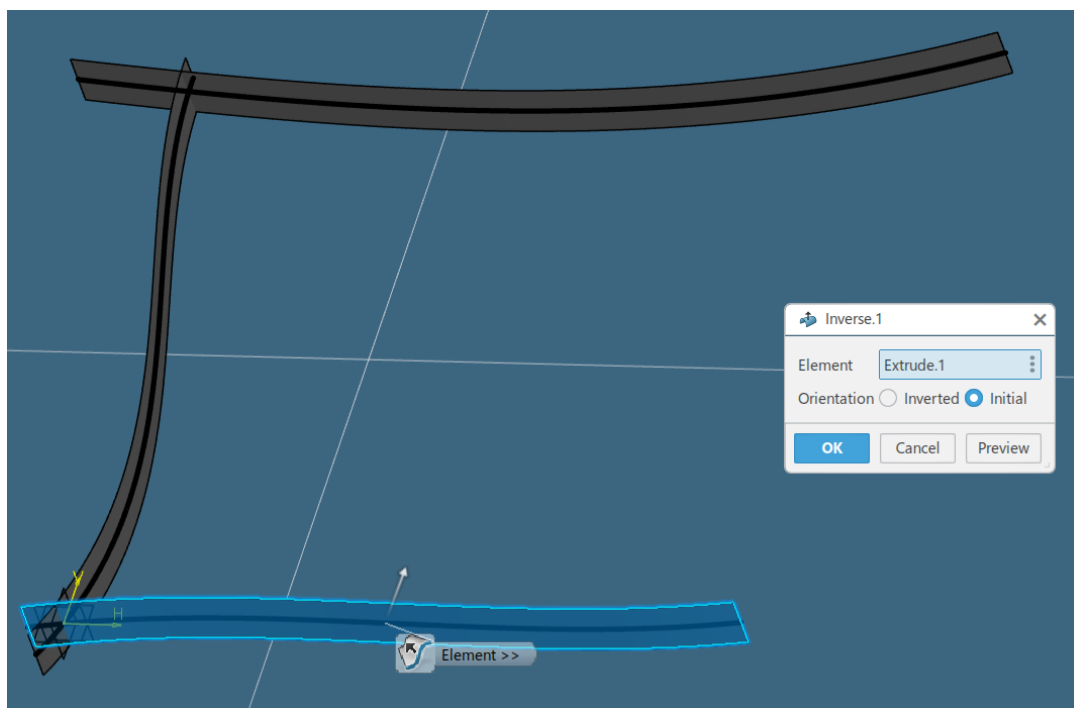 Inverse.1
Element Extrude.1
Orientation Inverted Initial
OK Cancel Preview
Y
H
Element >>